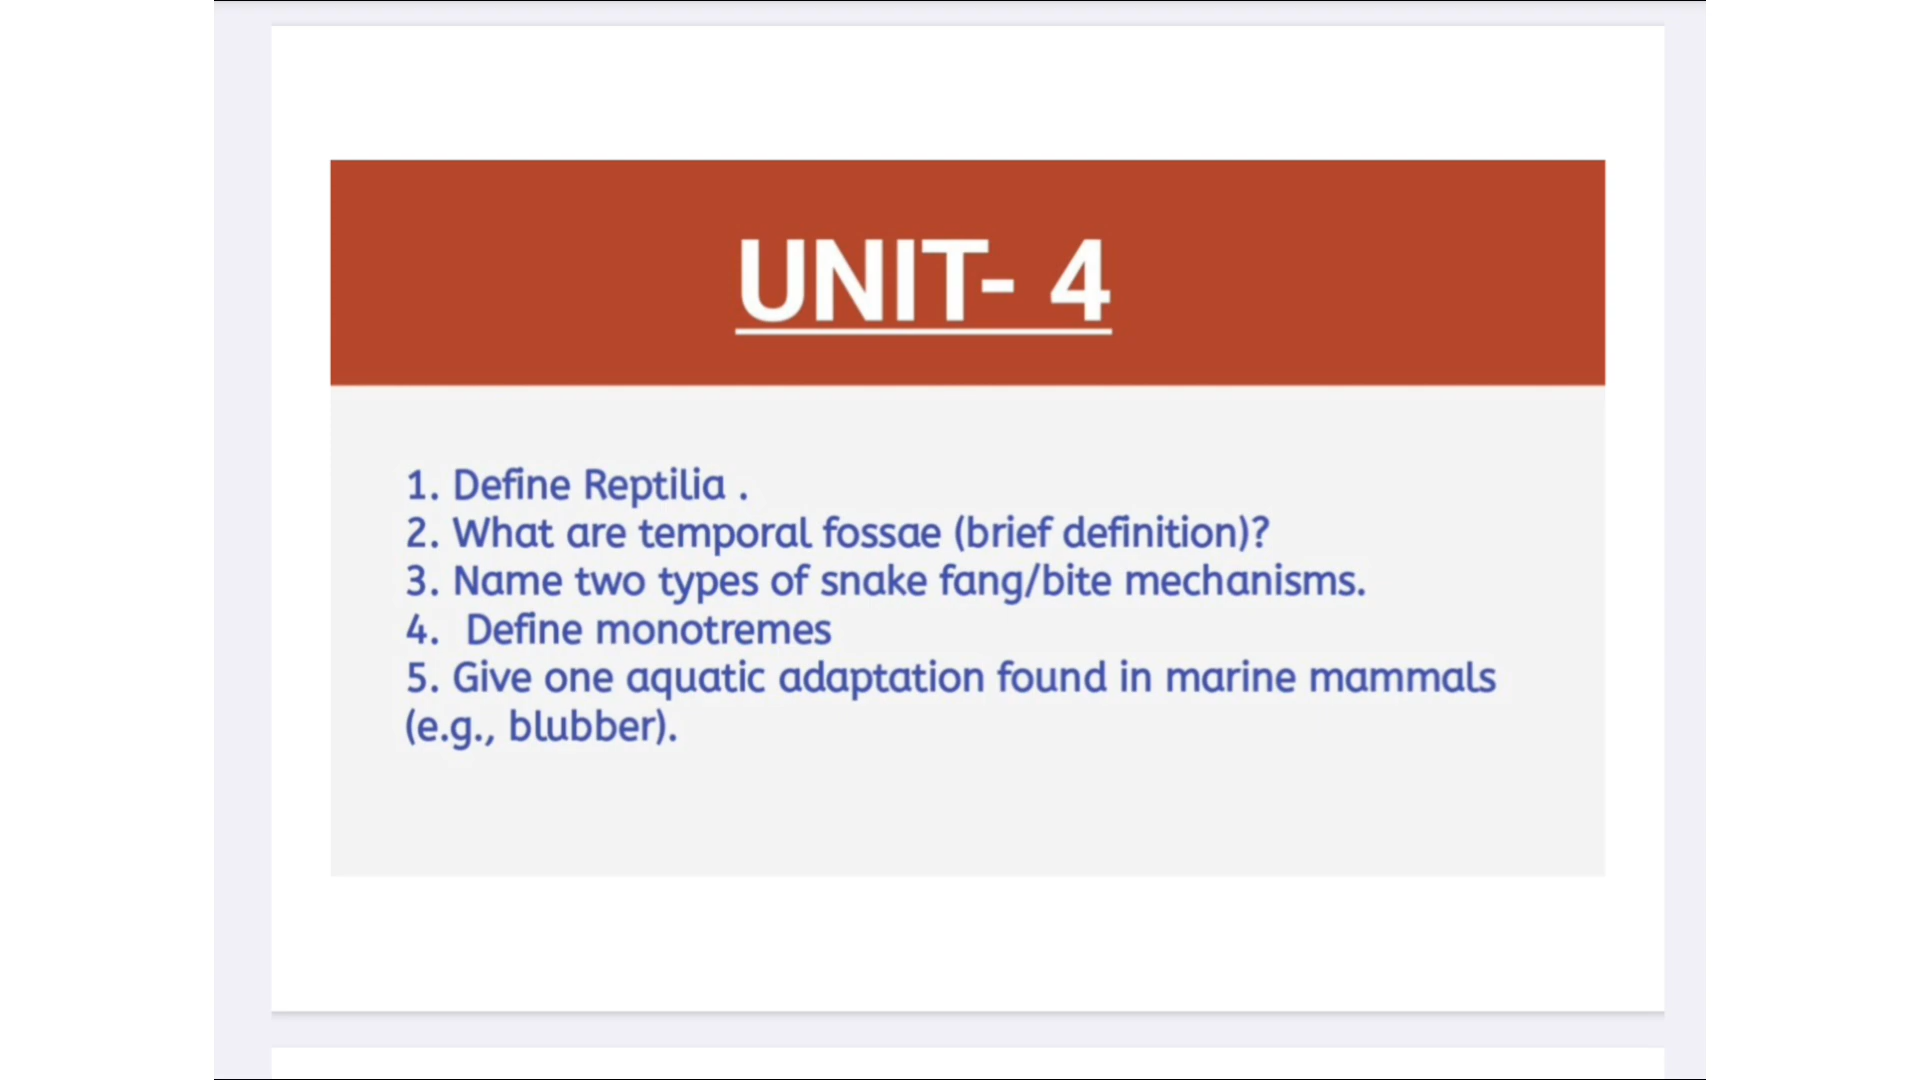 UNIT- 4
1. Define Reptilia .
2. What are temporal fossae (brief definition)?
3. Name two types of snake fang/bite mechanisms.
4.  Define monotremes
5. Give one aquatic adaptation found in marine mammals
(e.g., blubber).